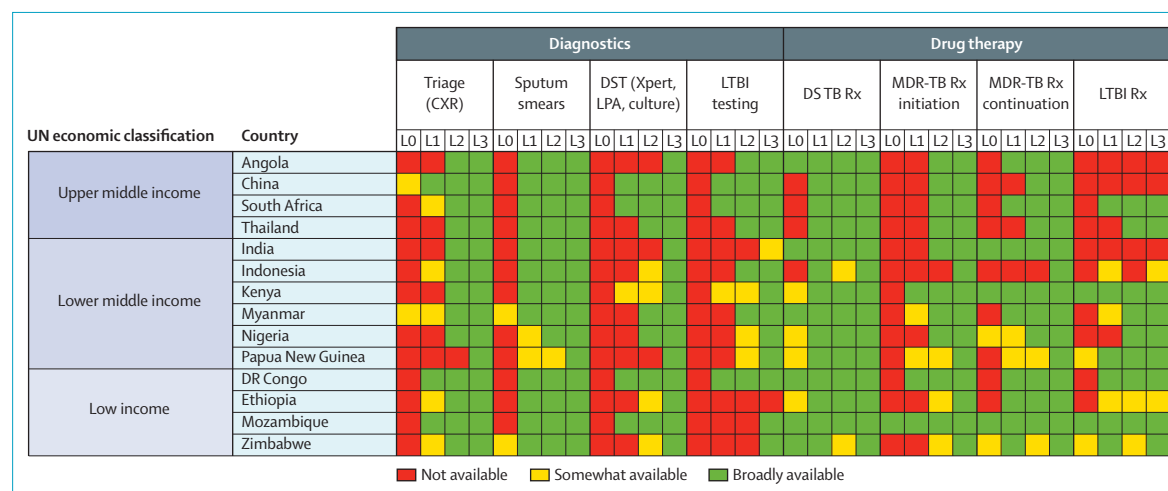 Diagnostics Drug therapy
Triage (CXR) Sputum smears DST (Xpert, LPA, culture) LTBI testing DS TB Rx MDR-TB Rx initiation MDR-TB Rx continuation LTBI Rx
UN economic classification Country L0 L1 L2 L3 L0 L1 L2 L3 L0 L1 L2 L3 L0 L1 L2 L3 L0 L1 L2 L3 L0 L1 L2 L3 L0 L1 L2 L3 L0 L1 L2 L3
Upper middle income
Angola
China
South Africa
Thailand
Lower middle income
India
Indonesia
Kenya
Myanmar
Nigeria
Papua New Guinea
Low income
DR Congo
Ethiopia
Mozambique
Zimbabwe
Not available Somewhat available Broadly available